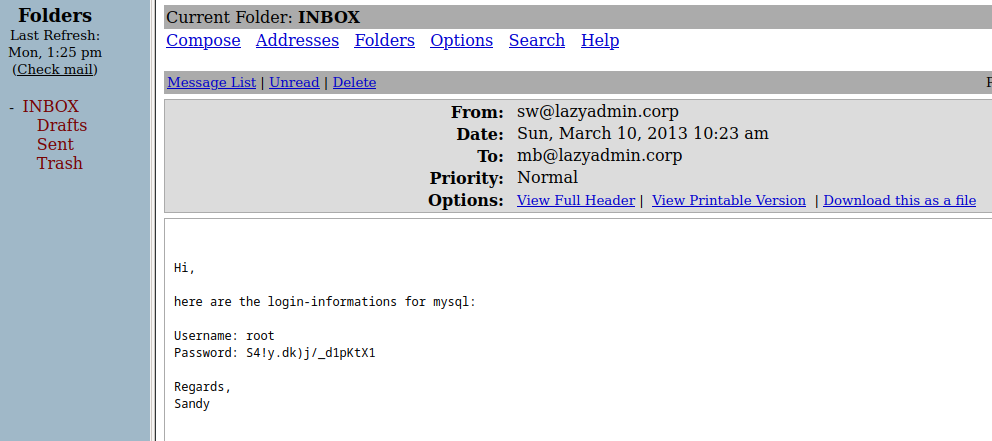 Folders
Last Refresh:
Mon, 1:25 pm
(Check mail)
- INBOX
Drafts
Sent
Trash
Current Folder: INBOX
Compose Addresses Folders Options Search Help
Message List | Unread | Delete
From: sw@lazyadmin.corp
Date: Sun, March 10, 2013 10:23 am
To: mb@lazyadmin.corp
Priority: Normal
Options: View Full Header | View Printable Version | Download this as a file
Hi,
here are the login-informations for mysql:
Username: root
Password: S4!y.dk)j/_d1pKtX1
Regards,
Sandy